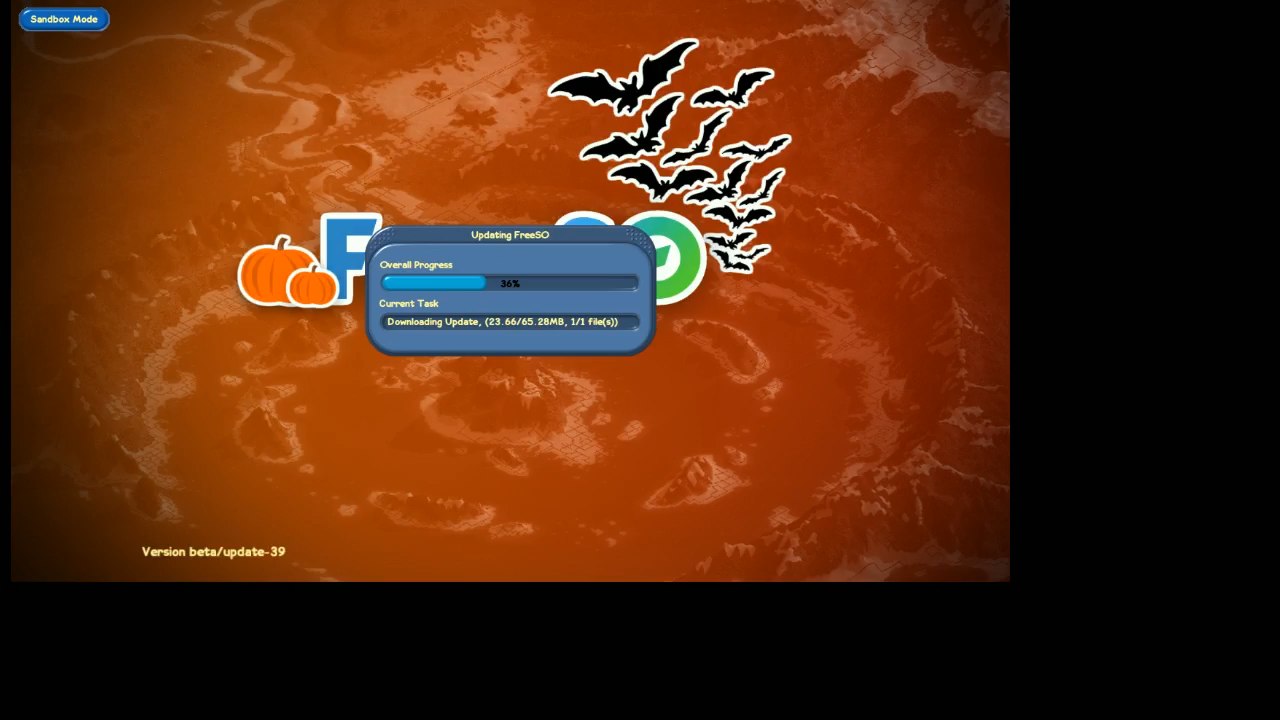 Sandbox Mode
F
Updating FreeSO
Overall Progress
36%
Current Task
Downloading Update, (23.66/65.28MB, 1/1 file(s))
Version beta/update-39